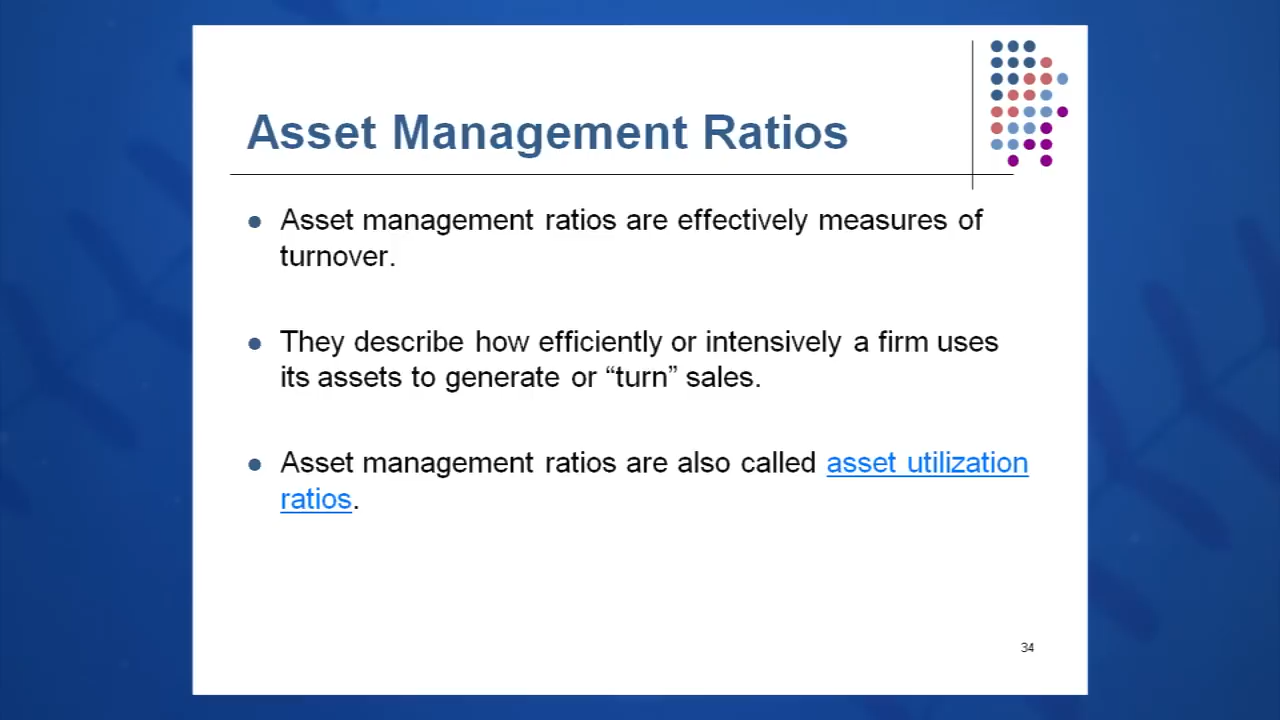 Asset Management Ratios
● Asset management ratios are effectively measures of
turnover.
● They describe how efficiently or intensively a firm uses
its assets to generate or “turn” sales.
● Asset management ratios are also called asset utilization
ratios.
34